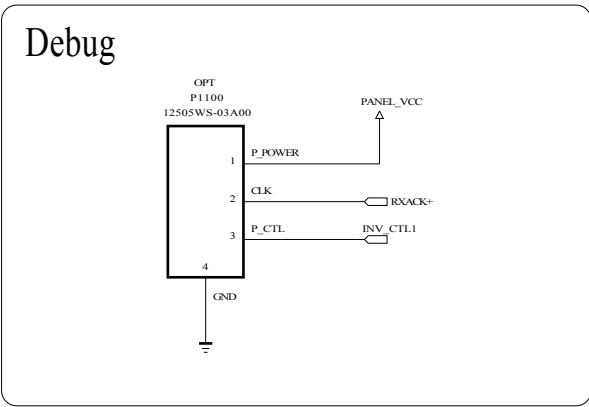 Debug
OPT
P1100
12505WS-03A00
PANEL_VCC
1 P_POWER
2 CLK RXACK+
3 P_CTL INV_CTL1
4
GND